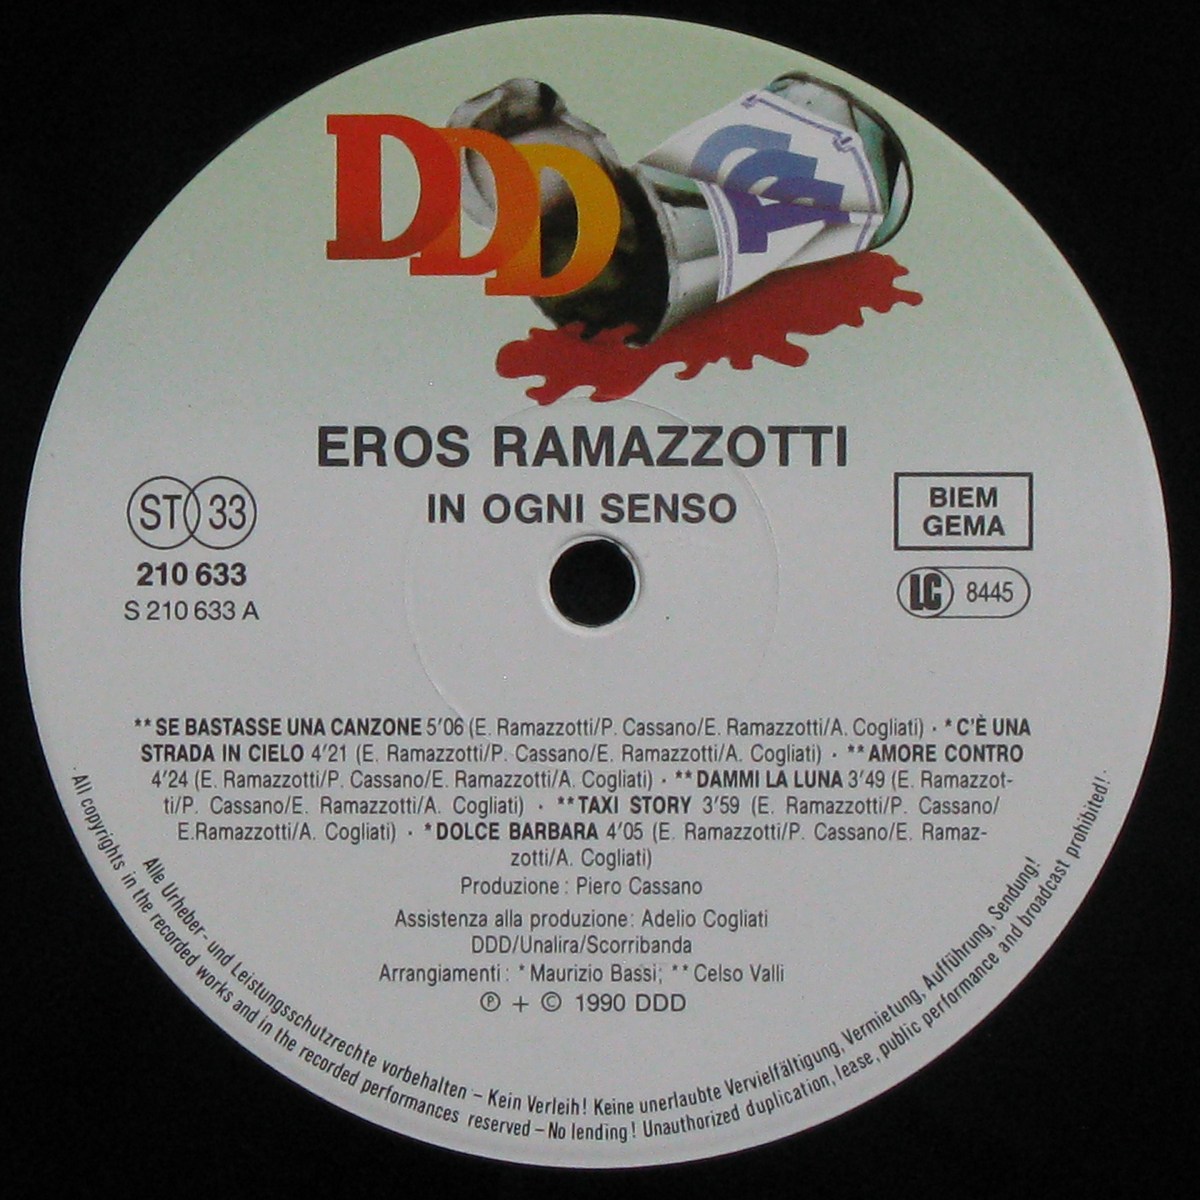 DDD
EROS RAMAZZOTTI
IN OGNI SENSO
ST 33
210 633
S 210 633 A
BIEM
GEMA
LC 8445
**SE BASTASSE UNA CANZONE 5'06 (E. Ramazzotti/P. Cassano/E. Ramazzotti/A. Cogliati) · *C'È UNA
STRADA IN CIELO 4'21 (E. Ramazzotti/P. Cassano/E. Ramazzotti/A. Cogliati) · **AMORE CONTRO
4'24 (E. Ramazzotti/P. Cassano/E. Ramazzotti/A. Cogliati) · **DAMMI LA LUNA 3'49 (E. Ramazzot-
ti/P. Cassano/E. Ramazzotti/A. Cogliati) · **TAXI STORY 3'59 (E. Ramazzotti/P. Cassano/
E.Ramazzotti/A. Cogliati) · *DOLCE BARBARA 4'05 (E. Ramazzotti/P. Cassano/E. Ramaz-
zotti/A. Cogliati)
Produzione: Piero Cassano
Assistenza alla produzione: Adelio Cogliati
DDD/Unalira/Scorribanda
Arrangiamenti: *Maurizio Bassi; **Celso Valli
℗ + © 1990 DDD
Alle Urheber- und Leistungsschutzrechte vorbehalten – Kein Verleih! Keine unerlaubte Vervielfältigung, Vermietung, Aufführung, Sendung!
· All copyrights in the recorded works and in the recorded performances reserved – No lending! Unauthorized duplication, lease, public performance and broadcast prohibited! ·